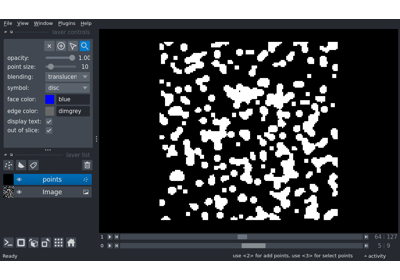 File View Window Plugins Help
layer controls
opacity: 1.00
point size: 10
blending: translucen
symbol: disc
face color: blue
edge color: dimgrey
display text:
out of slice:
layer list
points
Image
1 64 127
0 5 9
Ready use <2> for add points, use <3> for select points activity